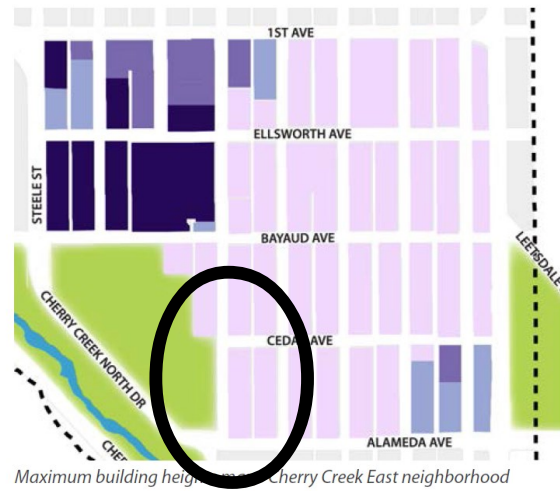 1ST AVE
ELLSWORTH AVE
STEELE ST
BAYAUD AVE
LEETSDALE
CHERRY CREEK NORTH DR
AVE
ALAMEDA AVE
Maximum building Cherry Creek East neighborhood